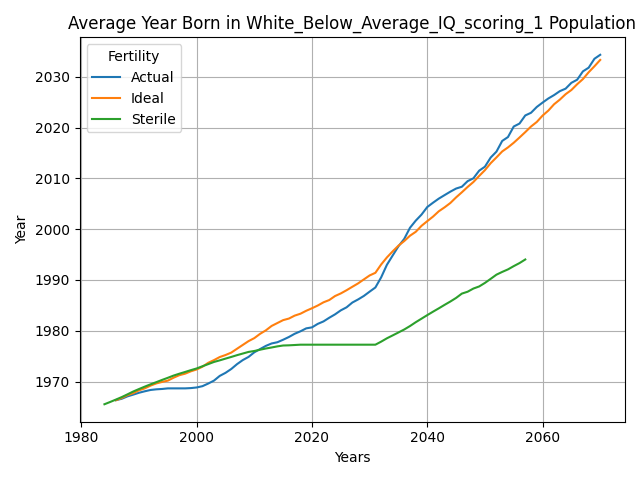 Average Year Born in White_Below_Average_IQ_scoring_1 Population
Fertility
Actual
Ideal
Sterile
Year
2030
2020
2010
2000
1990
1980
1970
1980
2000
2020
2040
2060
Years